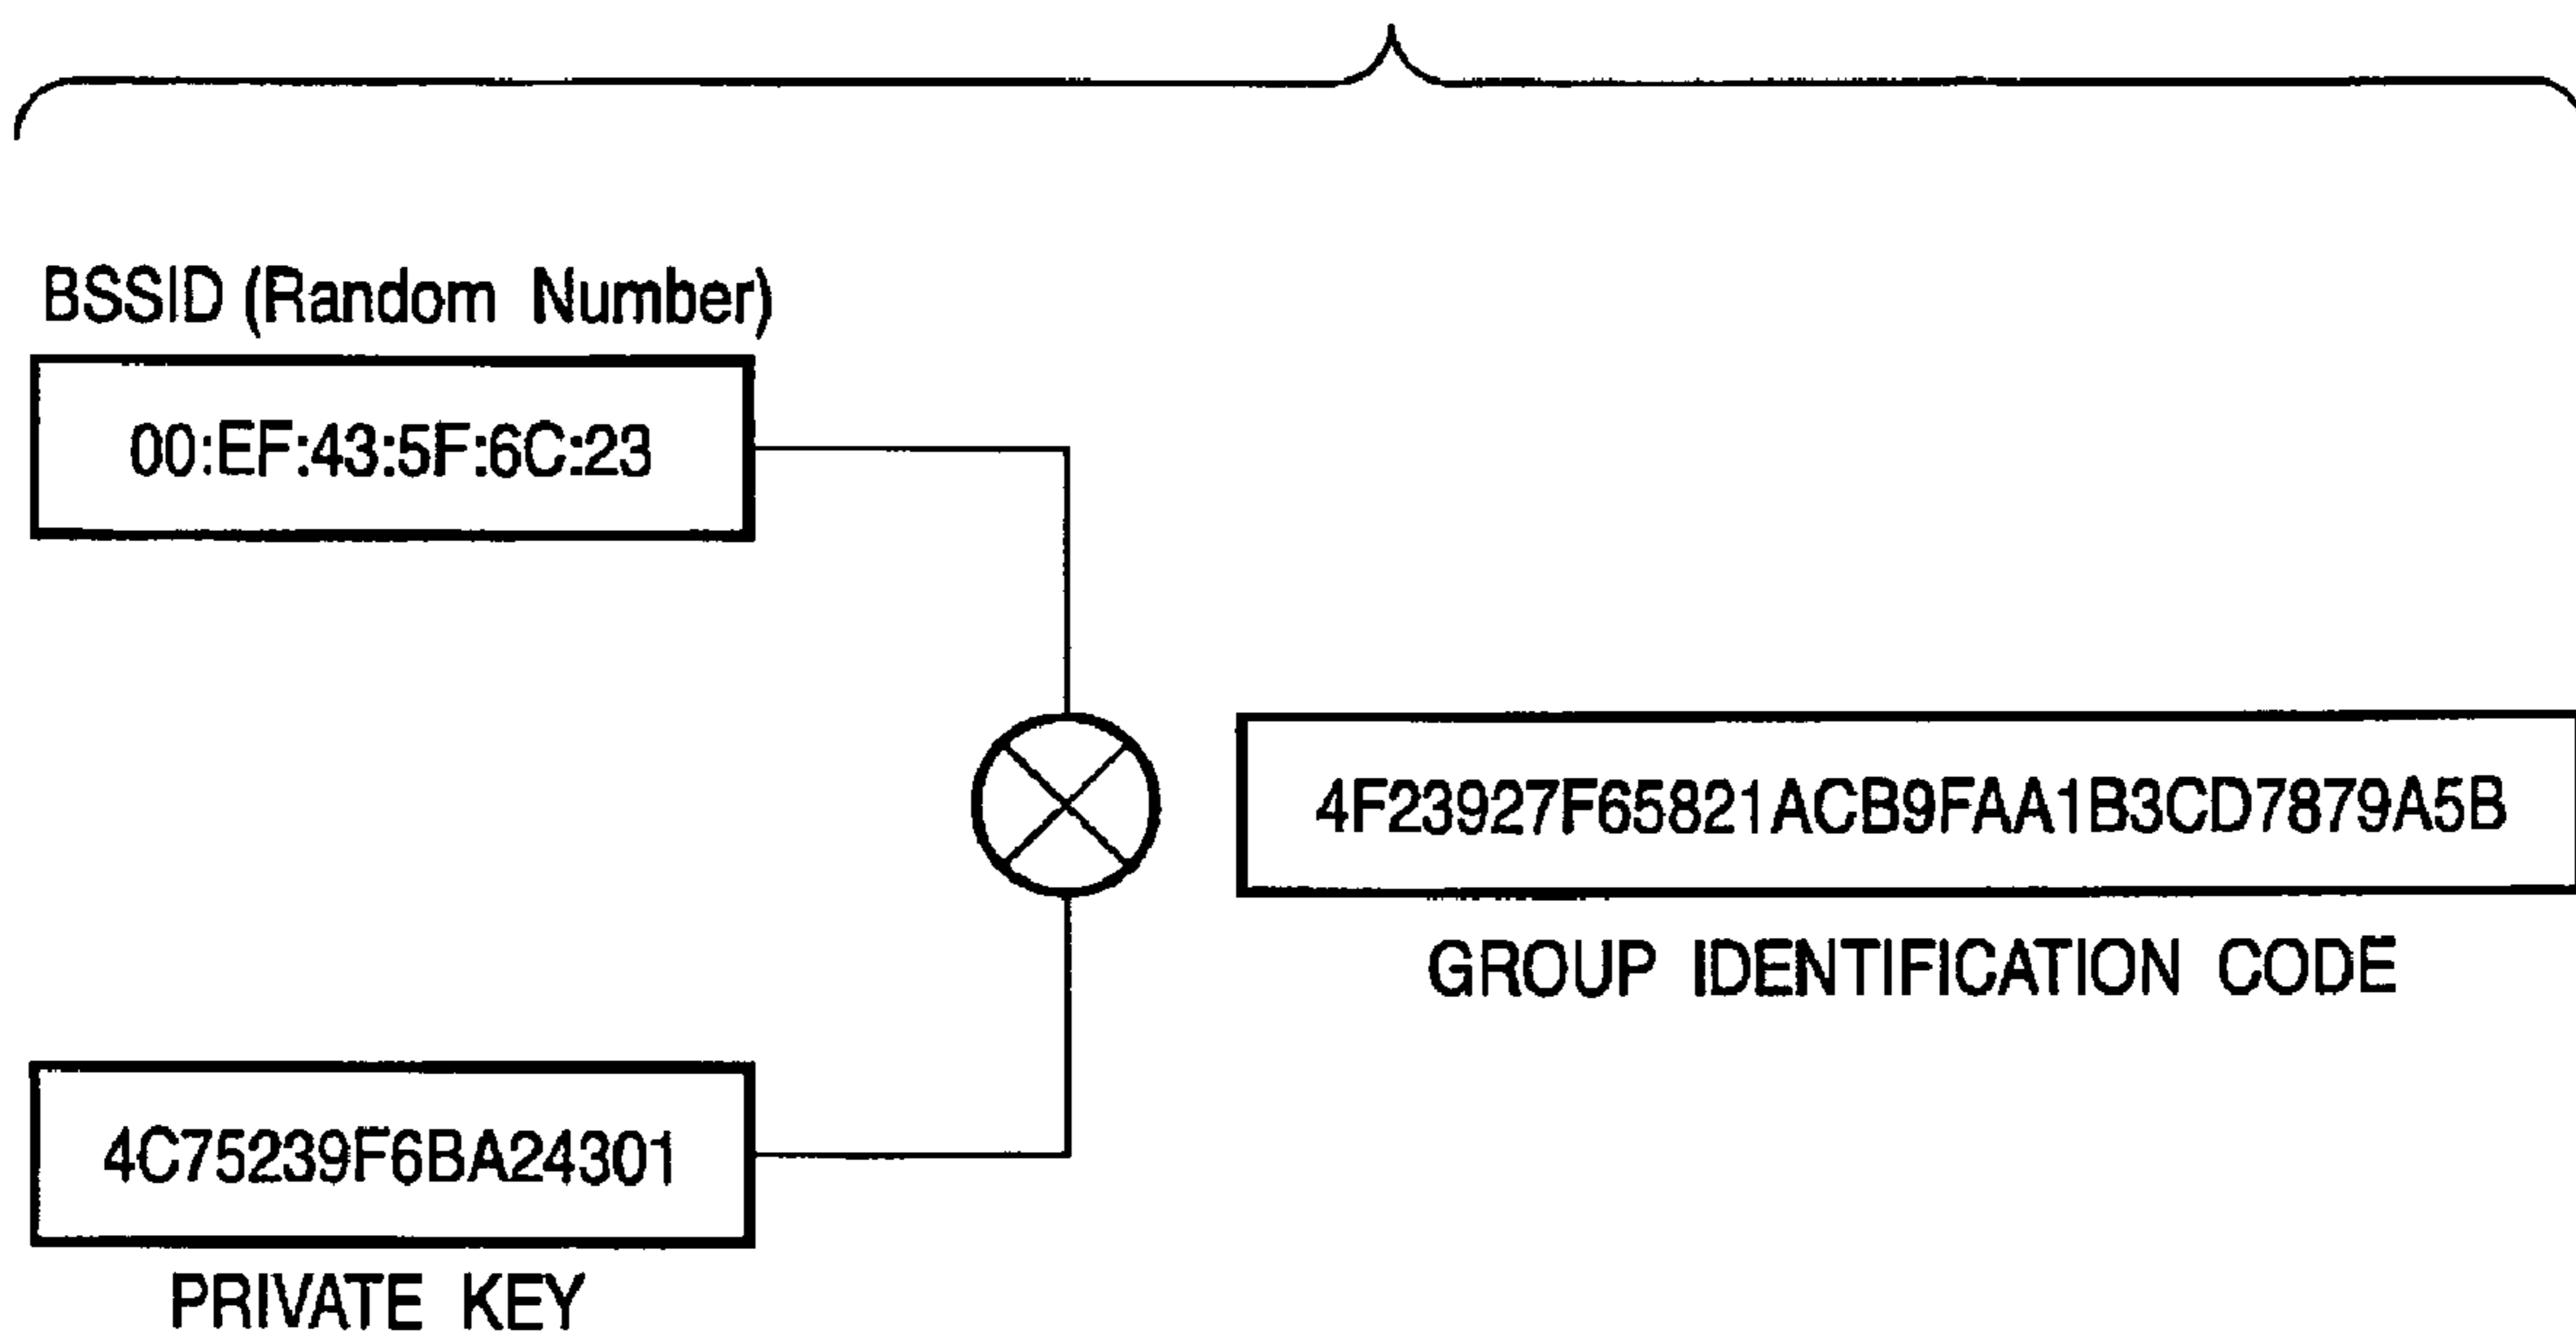 BSSID (Random Number)
00:EF:43:5F:6C:23
4F23927F65821ACB9FAA1B3CD7879A5B
GROUP IDENTIFICATION CODE
4C75239F6BA24301
PRIVATE KEY